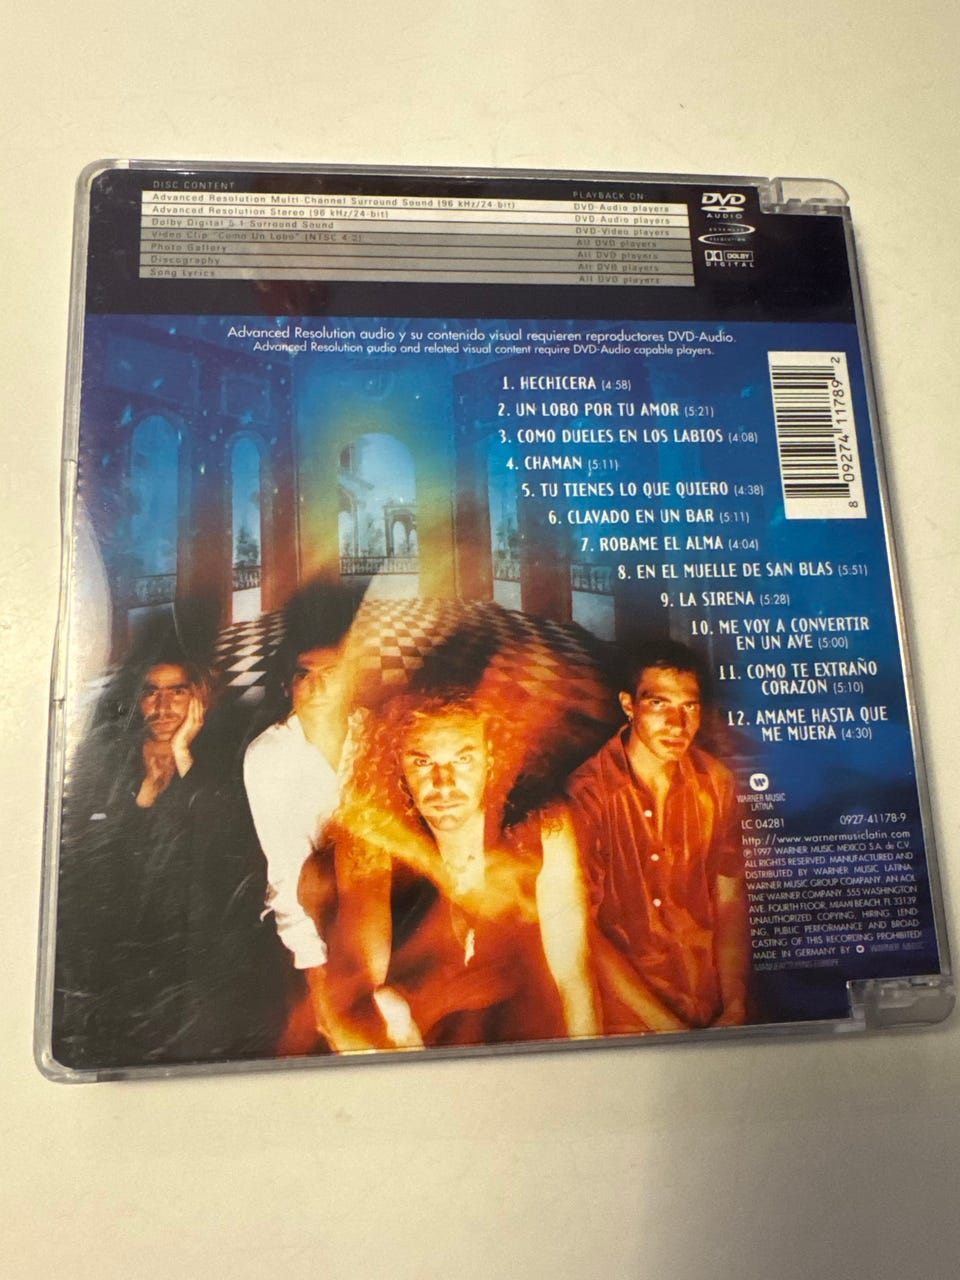 DISC CONTENT
PLAYBACK ON:
Advanced Resolution Multi-Channel Surround Sound (96 kHz/24-bit)
DVD-Audio players
Advanced Resolution Stereo (96 kHz/24-bit)
DVD-Audio players
Dolby Digital 5.1 Surround Sound
DVD-Video players
Video Clip "Como Un Lobo" (NTSC 4:3)
All DVD players
Photo Gallery
All DVD players
Discography
All DVD players
Song Lyrics
All DVD players
DVD
AUDIO
ADVANCED
RESOLUTION
DOLBY
DIGITAL
Advanced Resolution audio y su contenido visual requieren reproductores DVD-Audio.
Advanced Resolution audio and related visual content require DVD-Audio capable players.
1. HECHICERA (4:58)
2. UN LOBO POR TU AMOR (5:21)
3. COMO DUELES EN LOS LABIOS (4:08)
4. CHAMAN (5:11)
5. TU TIENES LO QUE QUIERO (4:38)
6. CLAVADO EN UN BAR (5:11)
7. ROBAME EL ALMA (4:04)
8. EN EL MUELLE DE SAN BLAS (5:51)
9. LA SIRENA (5:28)
10. ME VOY A CONVERTIR
EN UN AVE (5:00)
11. COMO TE EXTRAÑO
CORAZON (5:10)
12. AMAME HASTA QUE
ME MUERA (4:30)
8 09274 11789 2
WARNER MUSIC
LATINA
LC 04281
0927-41178-9
http://www.warnermusiclatin.com
℗ 1997 WARNER MUSIC MEXICO S.A. de C.V.
ALL RIGHTS RESERVED. MANUFACTURED AND
DISTRIBUTED BY WARNER MUSIC LATINA.
WARNER MUSIC GROUP COMPANY. AN AOL
TIME WARNER COMPANY. 555 WASHINGTON
AVE. FOURTH FLOOR, MIAMI BEACH, FL 33139
UNAUTHORIZED COPYING, HIRING, LEND-
ING, PUBLIC PERFORMANCE AND BROAD-
CASTING OF THIS RECORDING PROHIBITED!
MADE IN GERMANY BY WARNER MUSIC
MANUFACTURING EUROPE